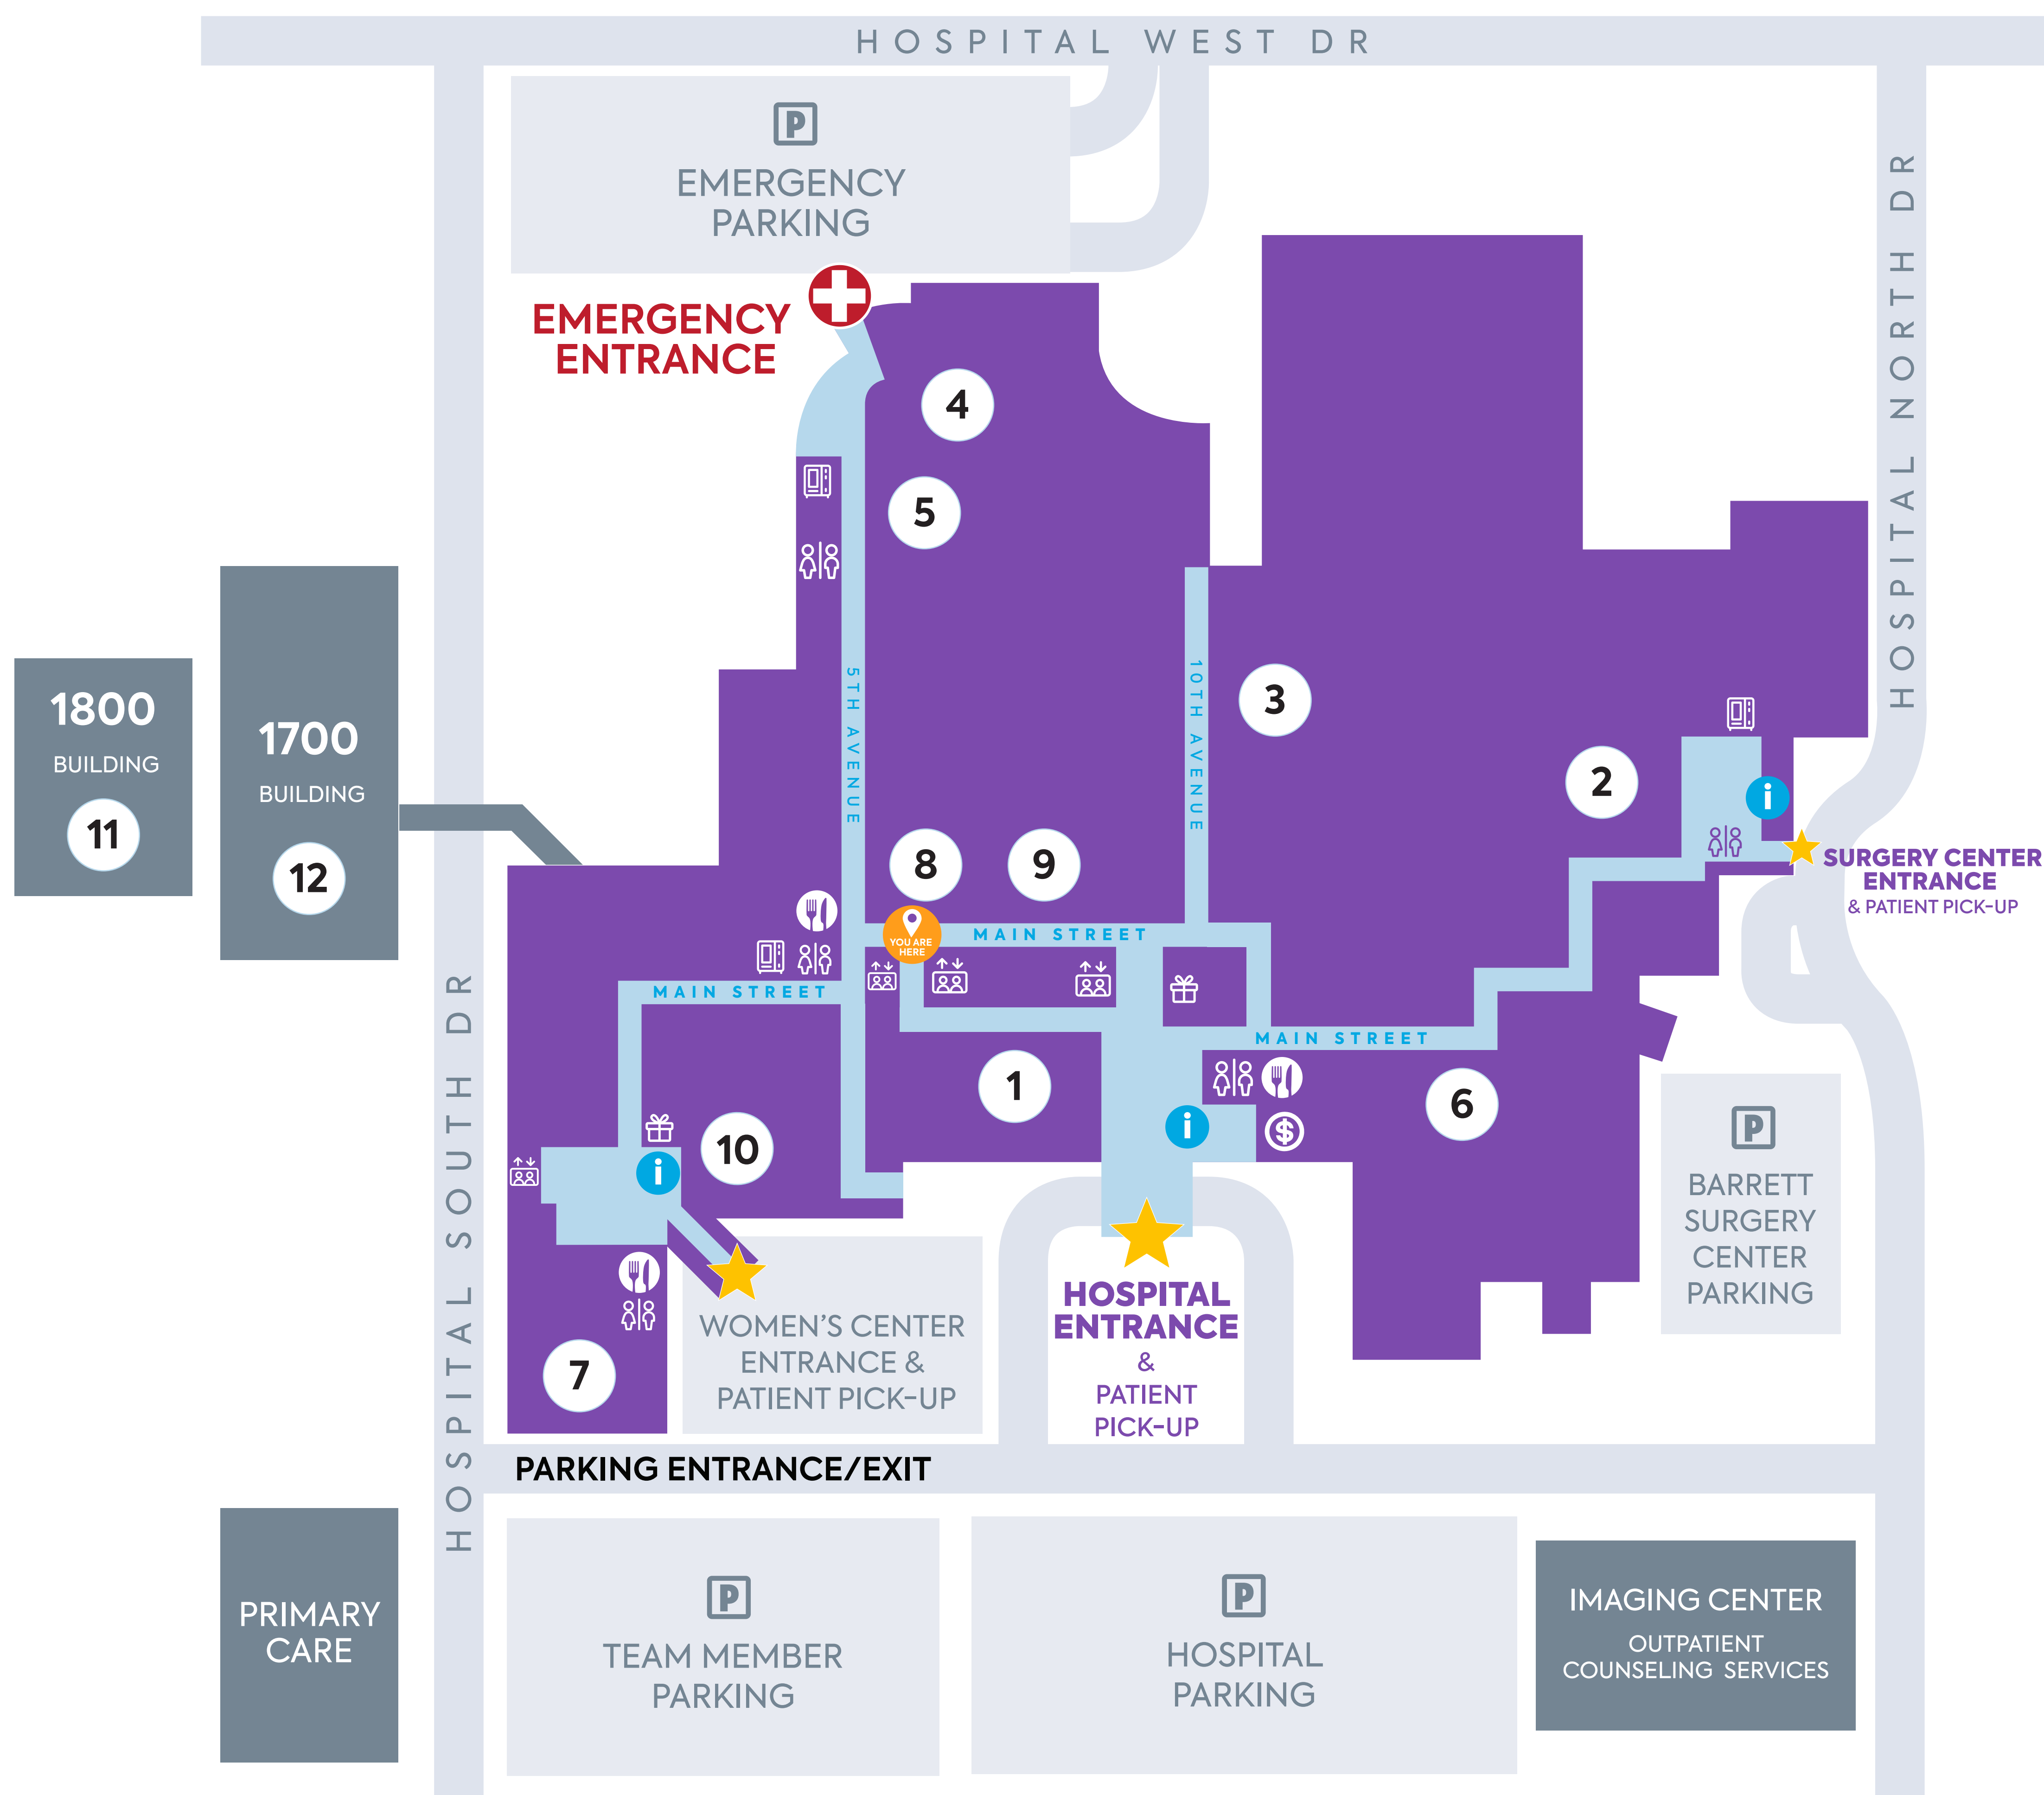 HOSPITAL WEST DR
P
EMERGENCY
PARKING
EMERGENCY
ENTRANCE
HOSPITAL NORTH DR
4
5
1800
BUILDING
11
1700
BUILDING
12
5TH AVENUE
10TH AVENUE
3
2
i
SURGERY CENTER
ENTRANCE
& PATIENT PICK-UP
8
9
YOU ARE
HERE
MAIN STREET
MAIN STREET
MAIN STREET
HOSPITAL SOUTH DR
1
6
i
$
10
i
P
BARRETT
SURGERY
CENTER
PARKING
7
WOMEN'S CENTER
ENTRANCE &
PATIENT PICK-UP
HOSPITAL
ENTRANCE
&
PATIENT
PICK-UP
PARKING ENTRANCE/EXIT
PRIMARY
CARE
P
TEAM MEMBER
PARKING
P
HOSPITAL
PARKING
IMAGING CENTER
OUTPATIENT
COUNSELING SERVICES